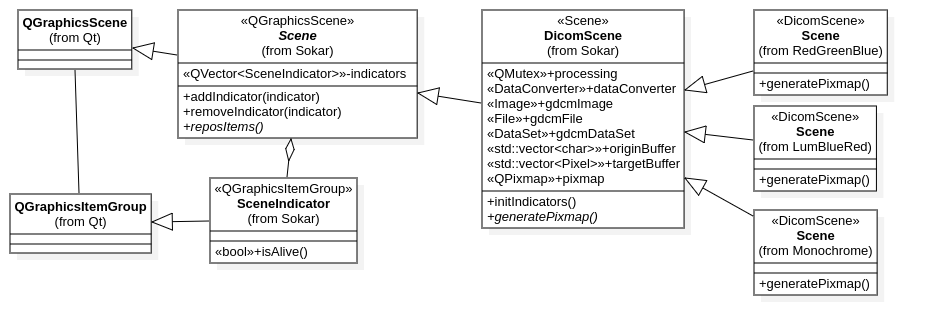 QGraphicsScene
(from Qt)
«QGraphicsScene»
Scene
(from Sokar)
«QVector<SceneIndicator>»-indicators
+addIndicator(indicator)
+removeIndicator(indicator)
+reposItems()
QGraphicsItemGroup
(from Qt)
«QGraphicsItemGroup»
SceneIndicator
(from Sokar)
«bool»+isAlive()
«Scene»
DicomScene
(from Sokar)
«QMutex»+processing
«DataConverter»+dataConverter
«Image»+gdcmImage
«File»+gdcmFile
«DataSet»+gdcmDataSet
«std::vector<char>»+originBuffer
«std::vector<Pixel>»+targetBuffer
«QPixmap»+pixmap
+initIndicators()
+generatePixmap()
«DicomScene»
Scene
(from RedGreenBlue)
+generatePixmap()
«DicomScene»
Scene
(from LumBlueRed)
+generatePixmap()
«DicomScene»
Scene
(from Monochrome)
+generatePixmap()